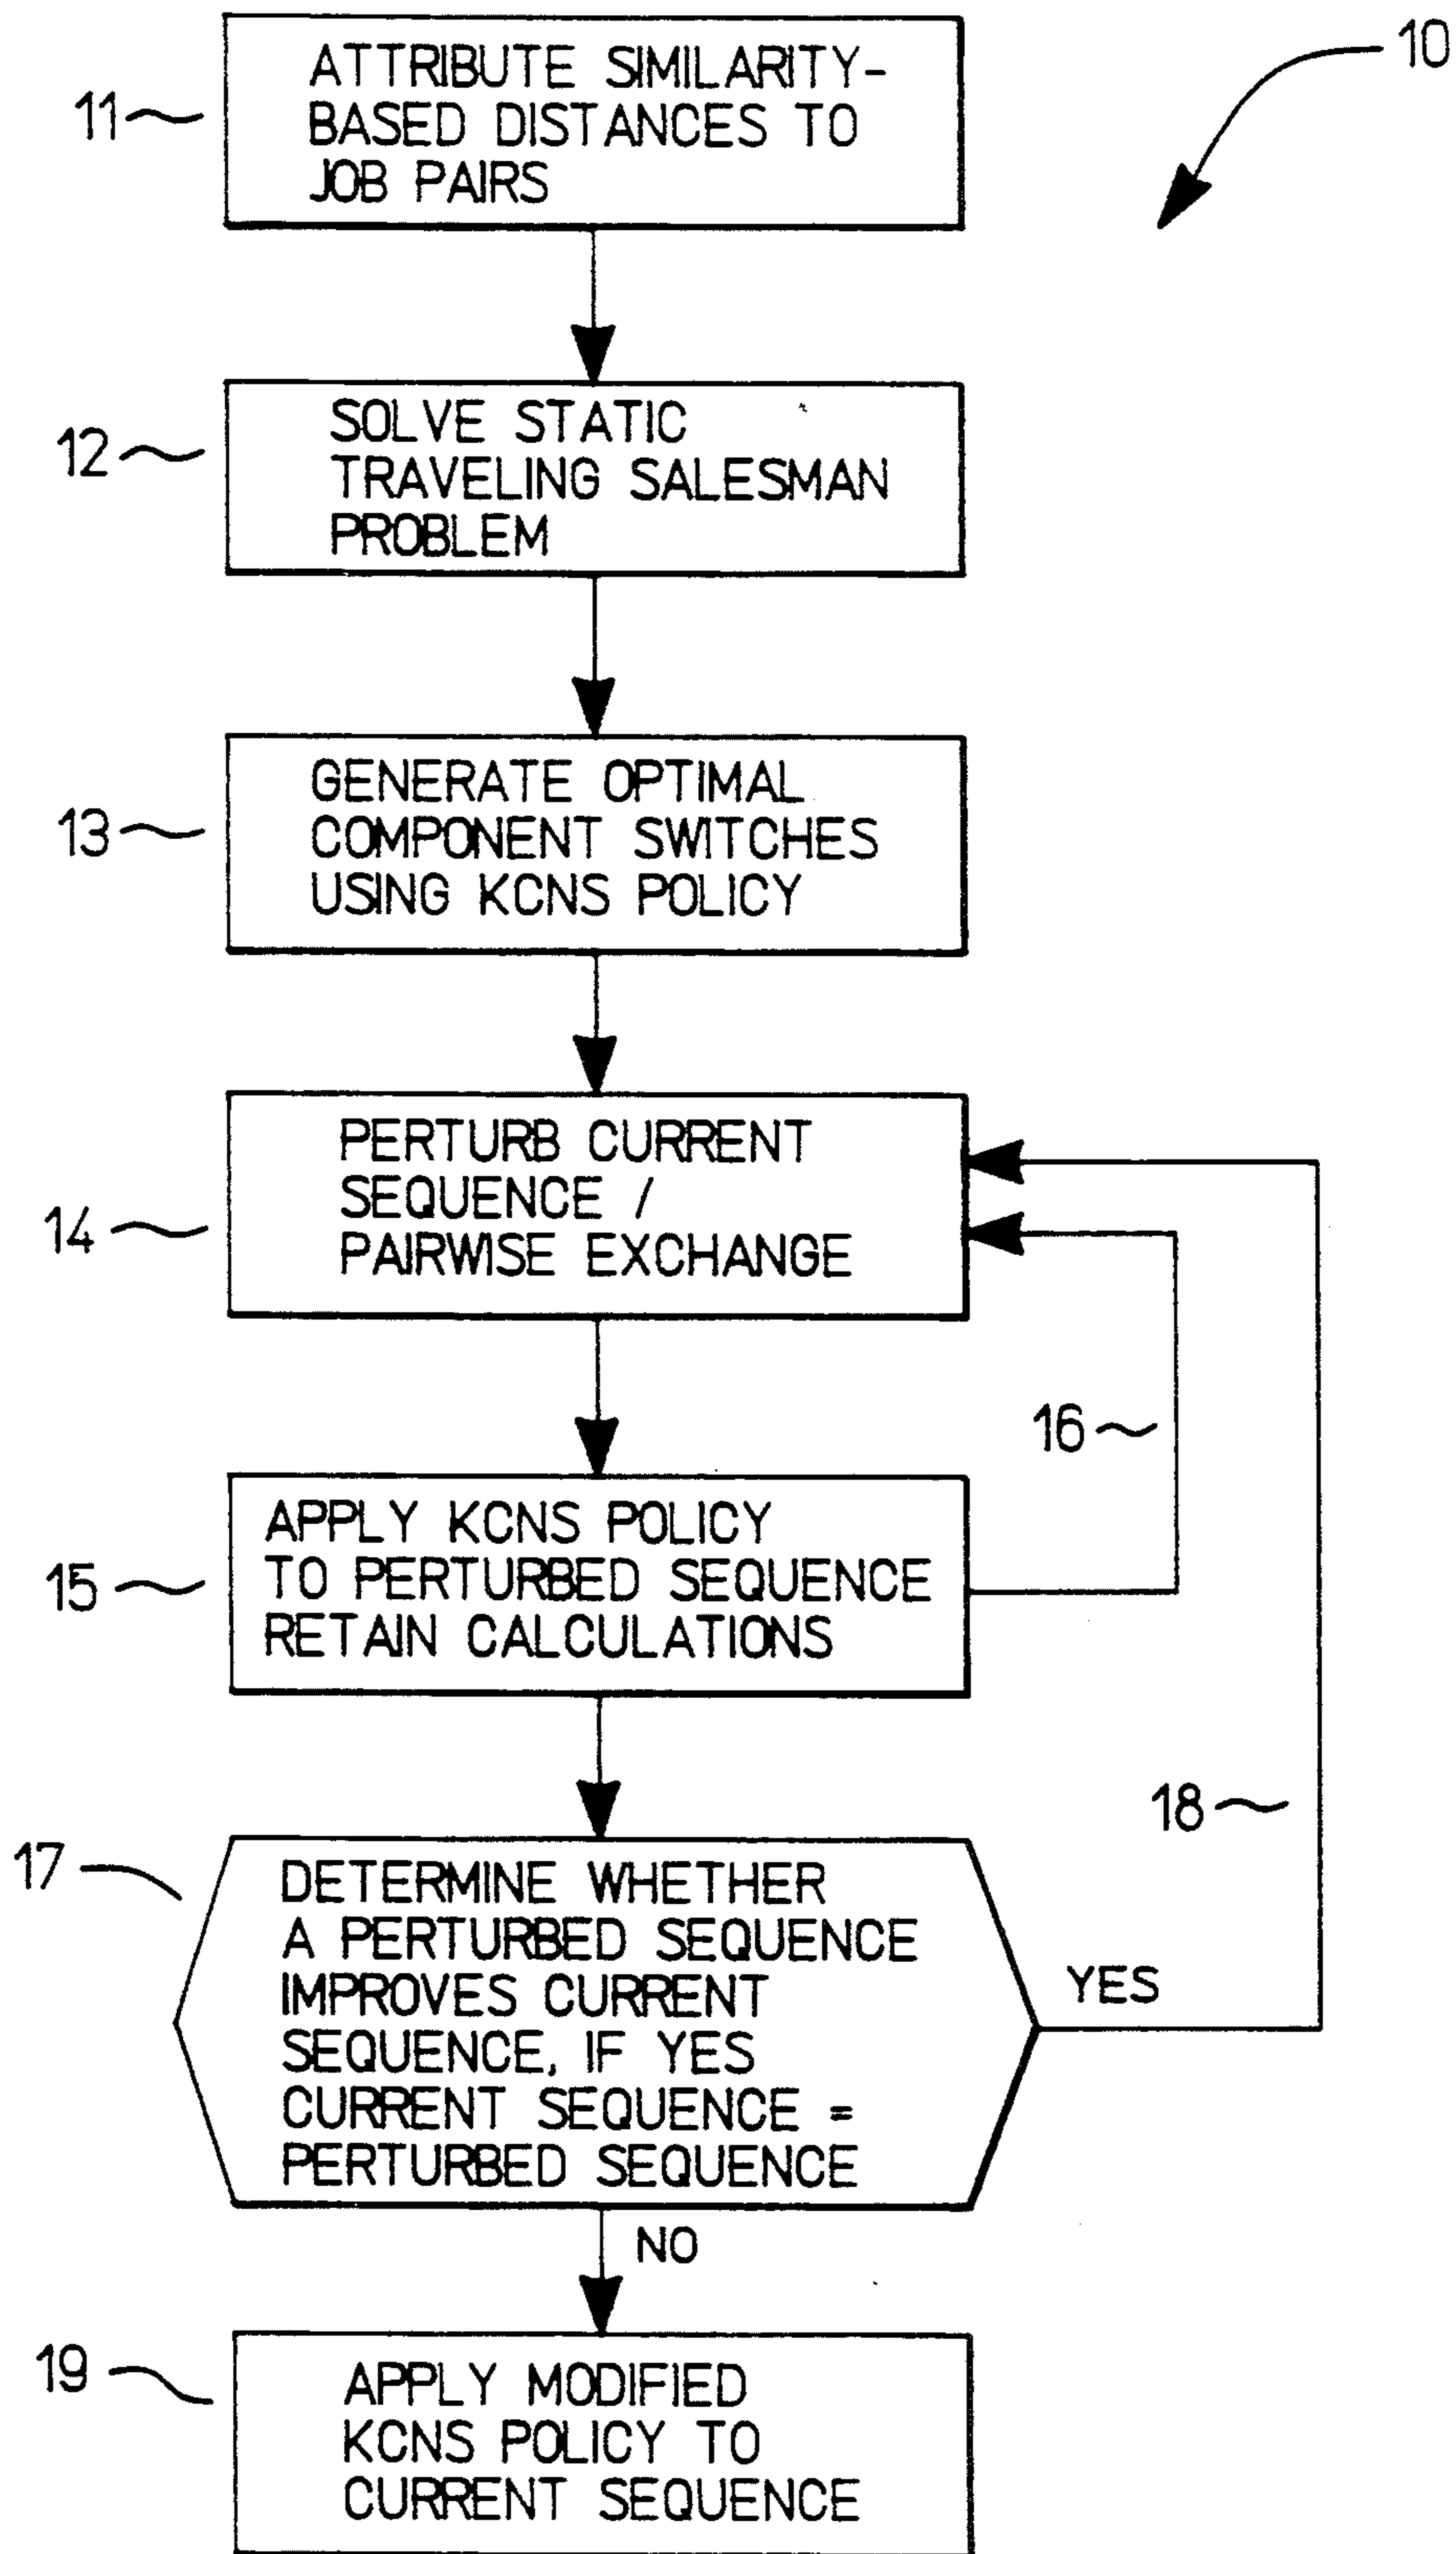 10
11
ATTRIBUTE SIMILARITY-
BASED DISTANCES TO
JOB PAIRS
12
SOLVE STATIC
TRAVELING SALESMAN
PROBLEM
13
GENERATE OPTIMAL
COMPONENT SWITCHES
USING KCNS POLICY
14
PERTURB CURRENT
SEQUENCE /
PAIRWISE EXCHANGE
16
15
APPLY KCNS POLICY
TO PERTURBED SEQUENCE
RETAIN CALCULATIONS
18
17
DETERMINE WHETHER
A PERTURBED SEQUENCE
IMPROVES CURRENT
SEQUENCE, IF YES
CURRENT SEQUENCE =
PERTURBED SEQUENCE
YES
NO
19
APPLY MODIFIED
KCNS POLICY TO
CURRENT SEQUENCE